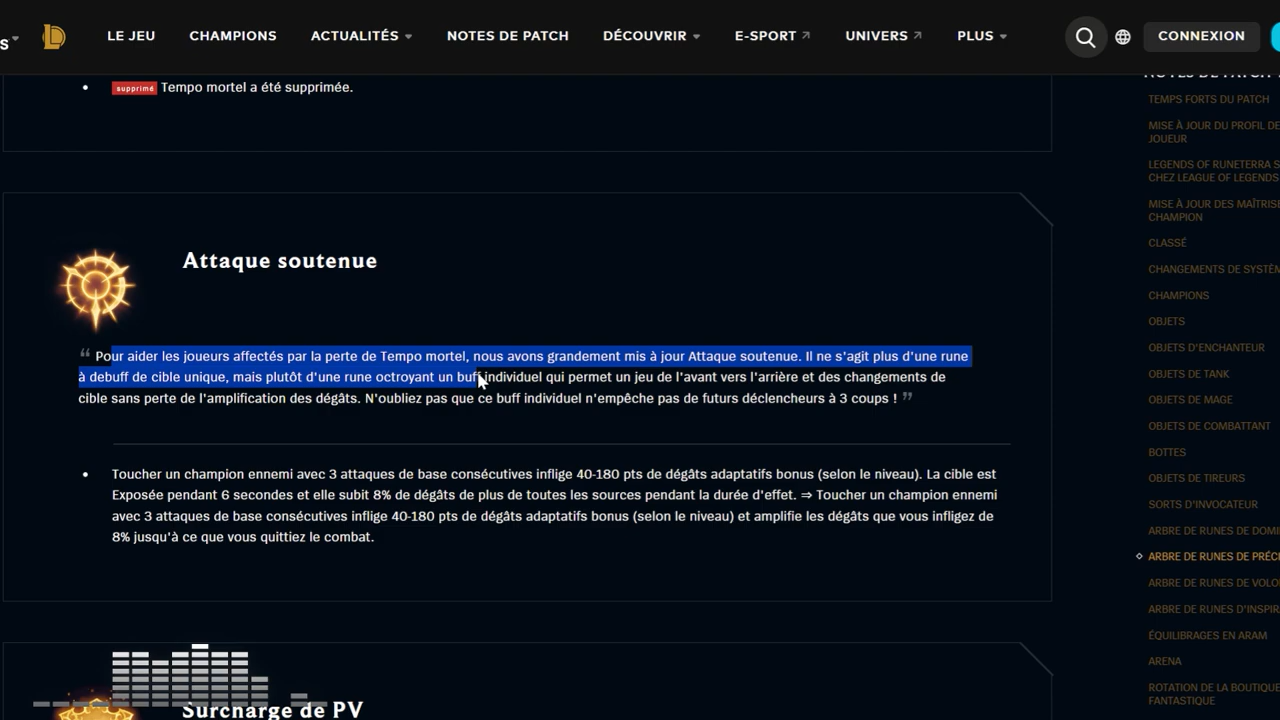 S
LE JEU
CHAMPIONS
ACTUALITÉS
NOTES DE PATCH
DÉCOUVRIR
E-SPORT
UNIVERS
PLUS
CONNEXION
supprimé Tempo mortel a été supprimée.
Attaque soutenue
“ Pour aider les joueurs affectés par la perte de Tempo mortel, nous avons grandement mis à jour Attaque soutenue. Il ne s'agit plus d'une rune
à debuff de cible unique, mais plutôt d'une rune octroyant un buff individuel qui permet un jeu de l'avant vers l'arrière et des changements de
cible sans perte de l'amplification des dégâts. N'oubliez pas que ce buff individuel n'empêche pas de futurs déclencheurs à 3 coups ! ”
Toucher un champion ennemi avec 3 attaques de base consécutives inflige 40-180 pts de dégâts adaptatifs bonus (selon le niveau). La cible est
Exposée pendant 6 secondes et elle subit 8% de dégâts de plus de toutes les sources pendant la durée d'effet. ⇒ Toucher un champion ennemi
avec 3 attaques de base consécutives inflige 40-180 pts de dégâts adaptatifs bonus (selon le niveau) et amplifie les dégâts que vous infligez de
8% jusqu'à ce que vous quittiez le combat.
Surcharge de PV
NOTES DE PATCH
TEMPS FORTS DU PATCH
MISE À JOUR DU PROFIL DE
JOUEUR
LEGENDS OF RUNETERRA S
CHEZ LEAGUE OF LEGENDS
MISE À JOUR DES MAÎTRISE
CHAMPION
CLASSÉ
CHANGEMENTS DE SYSTÈM
CHAMPIONS
OBJETS
OBJETS D'ENCHANTEUR
OBJETS DE TANK
OBJETS DE MAGE
OBJETS DE COMBATTANT
BOTTES
OBJETS DE TIREURS
SORTS D'INVOCATEUR
ARBRE DE RUNES DE DOMI
ARBRE DE RUNES DE PRÉCI
ARBRE DE RUNES DE VOLO
ARBRE DE RUNES D'INSPIR
ÉQUILIBRAGES EN ARAM
ARENA
ROTATION DE LA BOUTIQUE
FANTASTIQUE